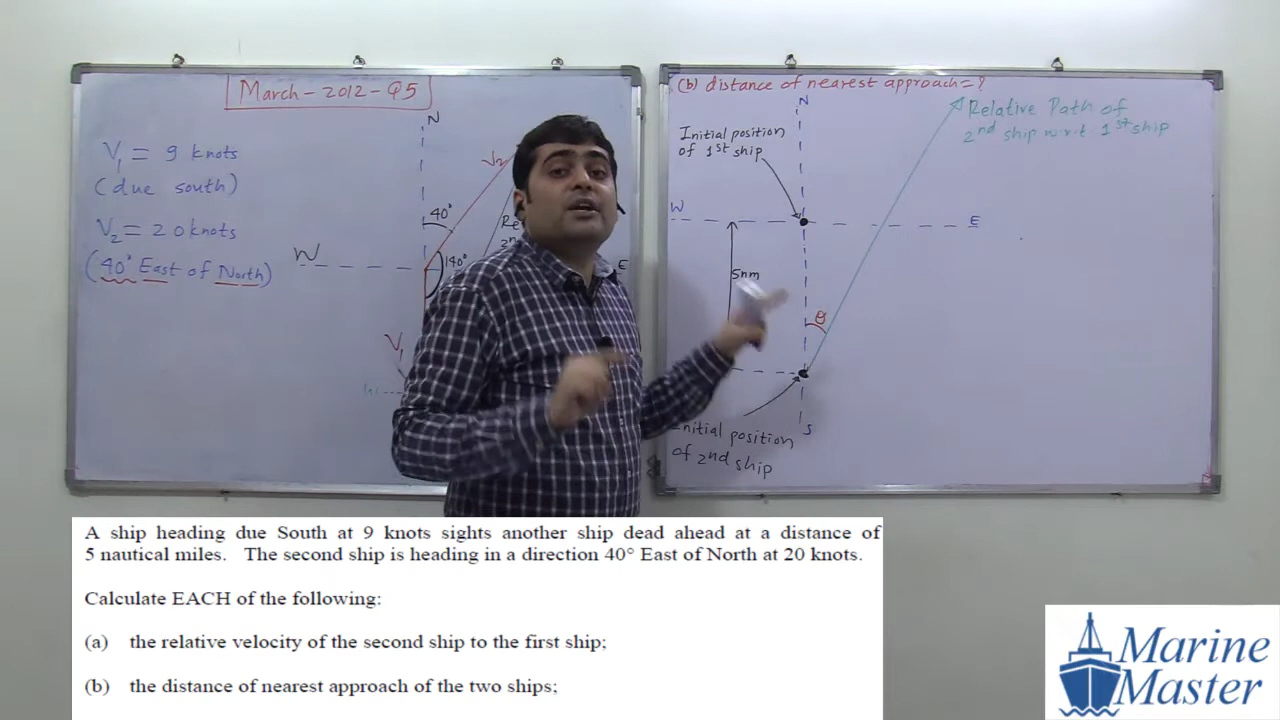 March-2012-Q5
V1 = 9 knots
(due south)
V2 = 20 knots
(40° East of North)
N
V2
40°
Re
2n
W
140°
E
V1
(b) distance of nearest approach=?
N
Relative Path of
2nd ship w.r.t 1st ship
Initial position
of 1st ship
W
E
5nm
θ
S
Initial position
of 2nd ship
A ship heading due South at 9 knots sights another ship dead ahead at a distance of
5 nautical miles. The second ship is heading in a direction 40° East of North at 20 knots.
Calculate EACH of the following:
(a) the relative velocity of the second ship to the first ship;
(b) the distance of nearest approach of the two ships;
Marine
Master